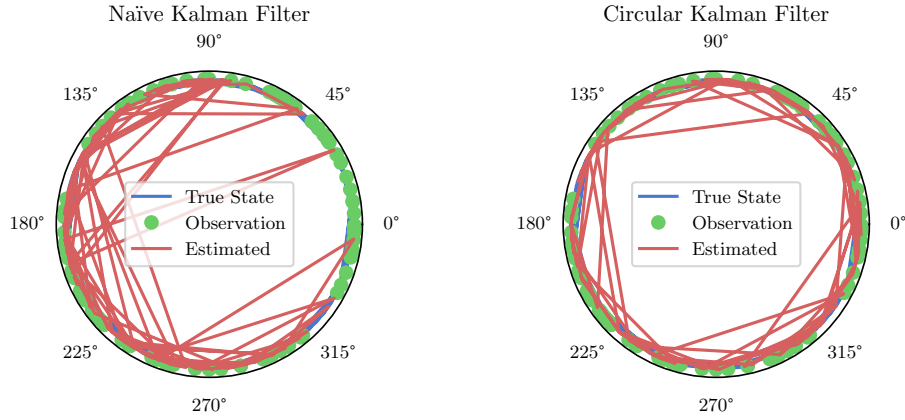 Naïve Kalman Filter
90°
135°
45°
180°
0°
225°
315°
270°
True State
Observation
Estimated
Circular Kalman Filter
90°
135°
45°
180°
0°
225°
315°
270°
True State
Observation
Estimated